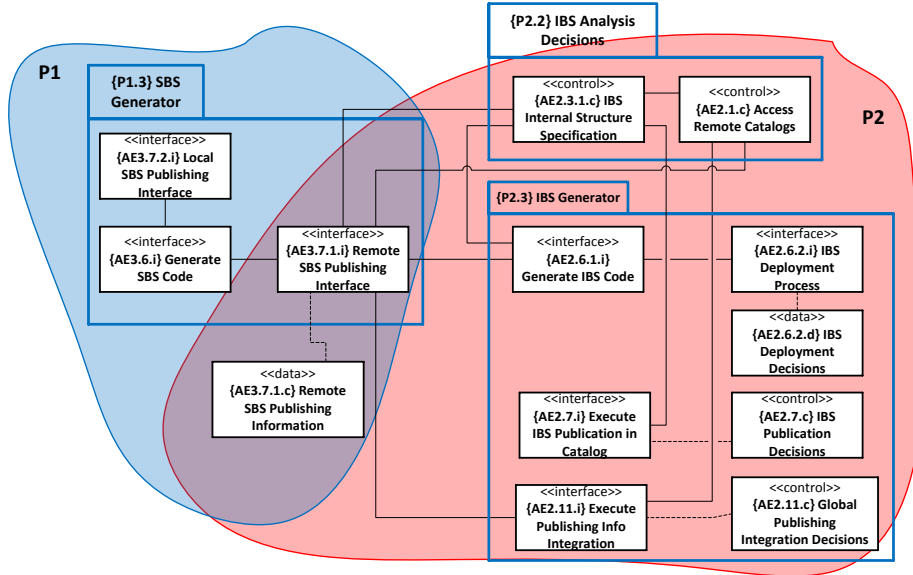 P1
{P1.3} SBS
Generator
<<interface>>
{AE3.7.2.i} Local
SBS Publishing
Interface
<<interface>>
{AE3.6.i} Generate
SBS Code
<<interface>>
{AE3.7.1.i} Remote
SBS Publishing
Interface
<<data>>
{AE3.7.1.c} Remote
SBS Publishing
Information
{P2.2} IBS Analysis
Decisions
<<control>>
{AE2.3.1.c} IBS
Internal Structure
Specification
<<control>>
{AE2.1.c} Access
Remote Catalogs
P2
{P2.3} IBS Generator
<<interface>>
{AE2.6.1.i}
Generate IBS Code
<<interface>>
{AE2.6.2.i} IBS
Deployment
Process
<<data>>
{AE2.6.2.d} IBS
Deployment
Decisions
<<interface>>
{AE2.7.i} Execute
IBS Publication in
Catalog
<<control>>
{AE2.7.c} IBS
Publication
Decisions
<<interface>>
{AE2.11.i} Execute
Publishing Info
Integration
<<control>>
{AE2.11.c} Global
Publishing
Integration Decisions